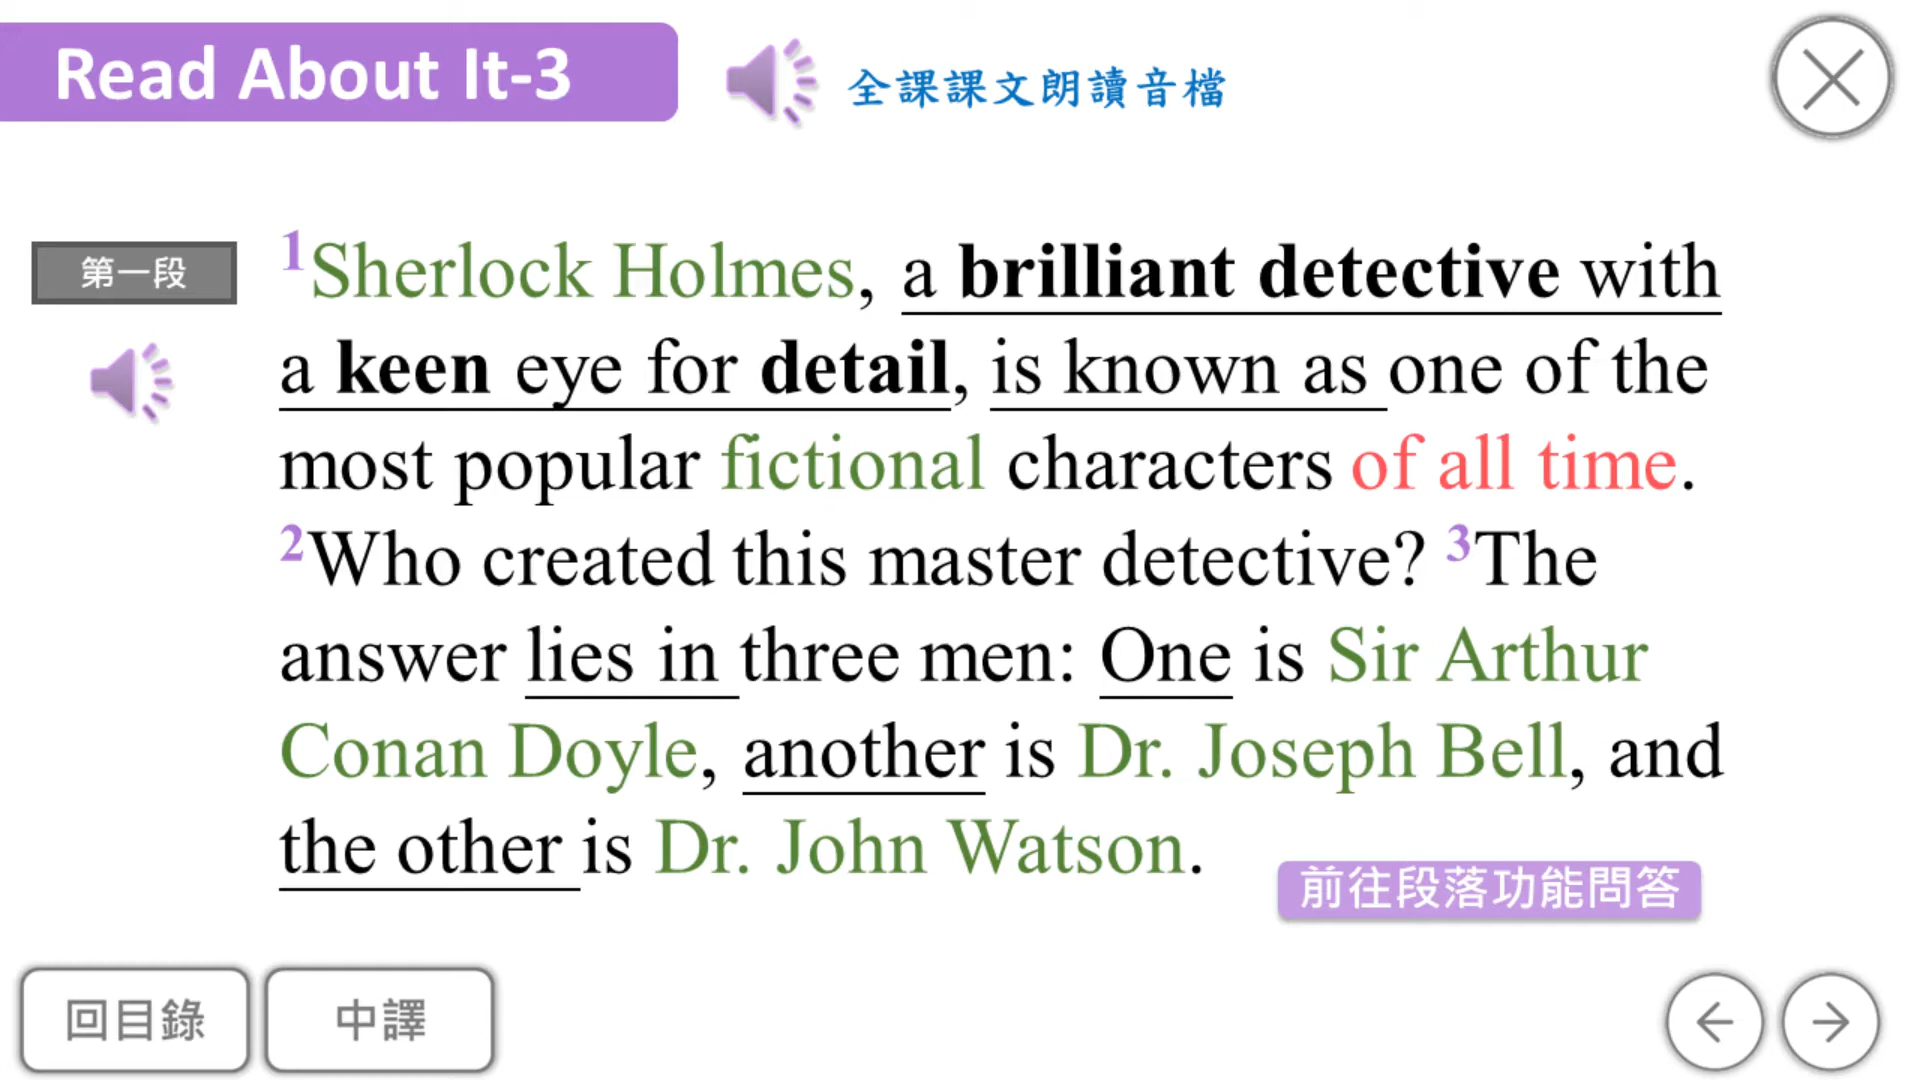 Read About It-3
全課課文朗讀音檔
第一段
1Sherlock Holmes, a brilliant detective with
a keen eye for detail, is known as one of the
most popular fictional characters of all time.
2Who created this master detective? 3The
answer lies in three men: One is Sir Arthur
Conan Doyle, another is Dr. Joseph Bell, and
the other is Dr. John Watson.
前往段落功能問答
回目錄
中譯